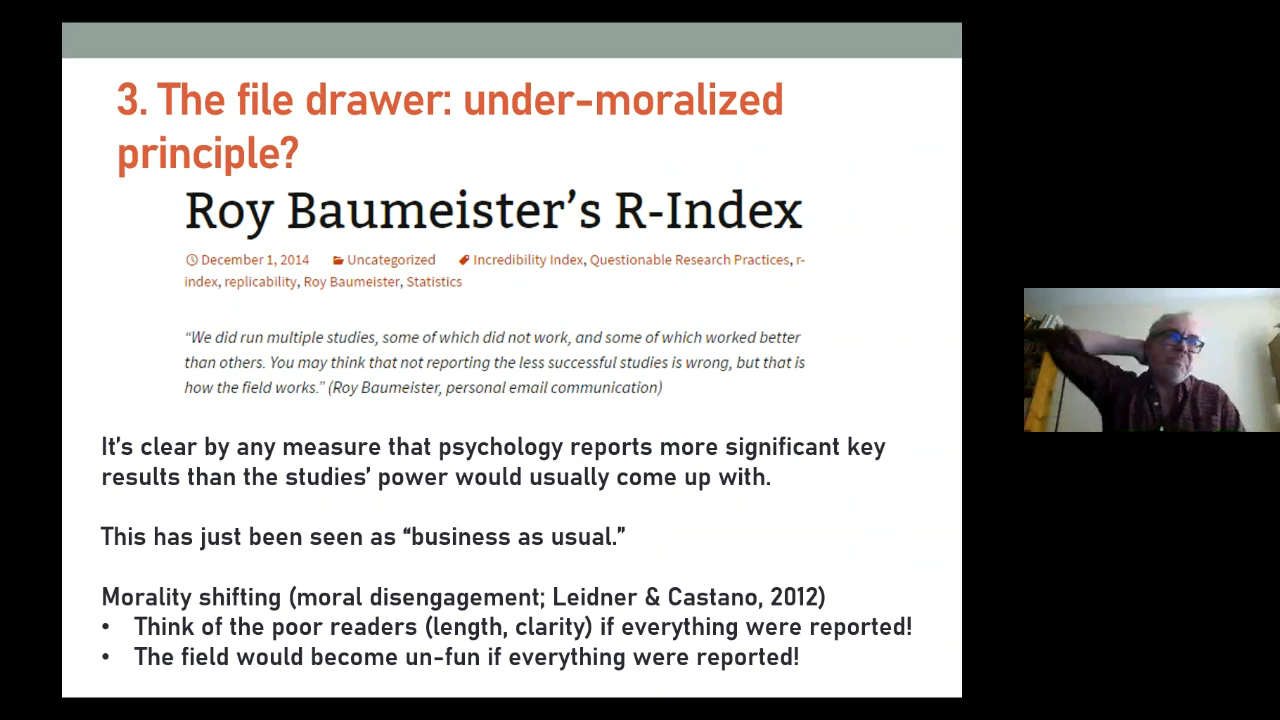 3. The file drawer: under-moralized
principle?
Roy Baumeister’s R-Index
December 1, 2014 Uncategorized Incredibility Index, Questionable Research Practices, r-
index, replicability, Roy Baumeister, Statistics
“We did run multiple studies, some of which did not work, and some of which worked better
than others. You may think that not reporting the less successful studies is wrong, but that is
how the field works.” (Roy Baumeister, personal email communication)
It’s clear by any measure that psychology reports more significant key
results than the studies’ power would usually come up with.
This has just been seen as “business as usual.”
Morality shifting (moral disengagement; Leidner & Castano, 2012)
• Think of the poor readers (length, clarity) if everything were reported!
• The field would become un-fun if everything were reported!